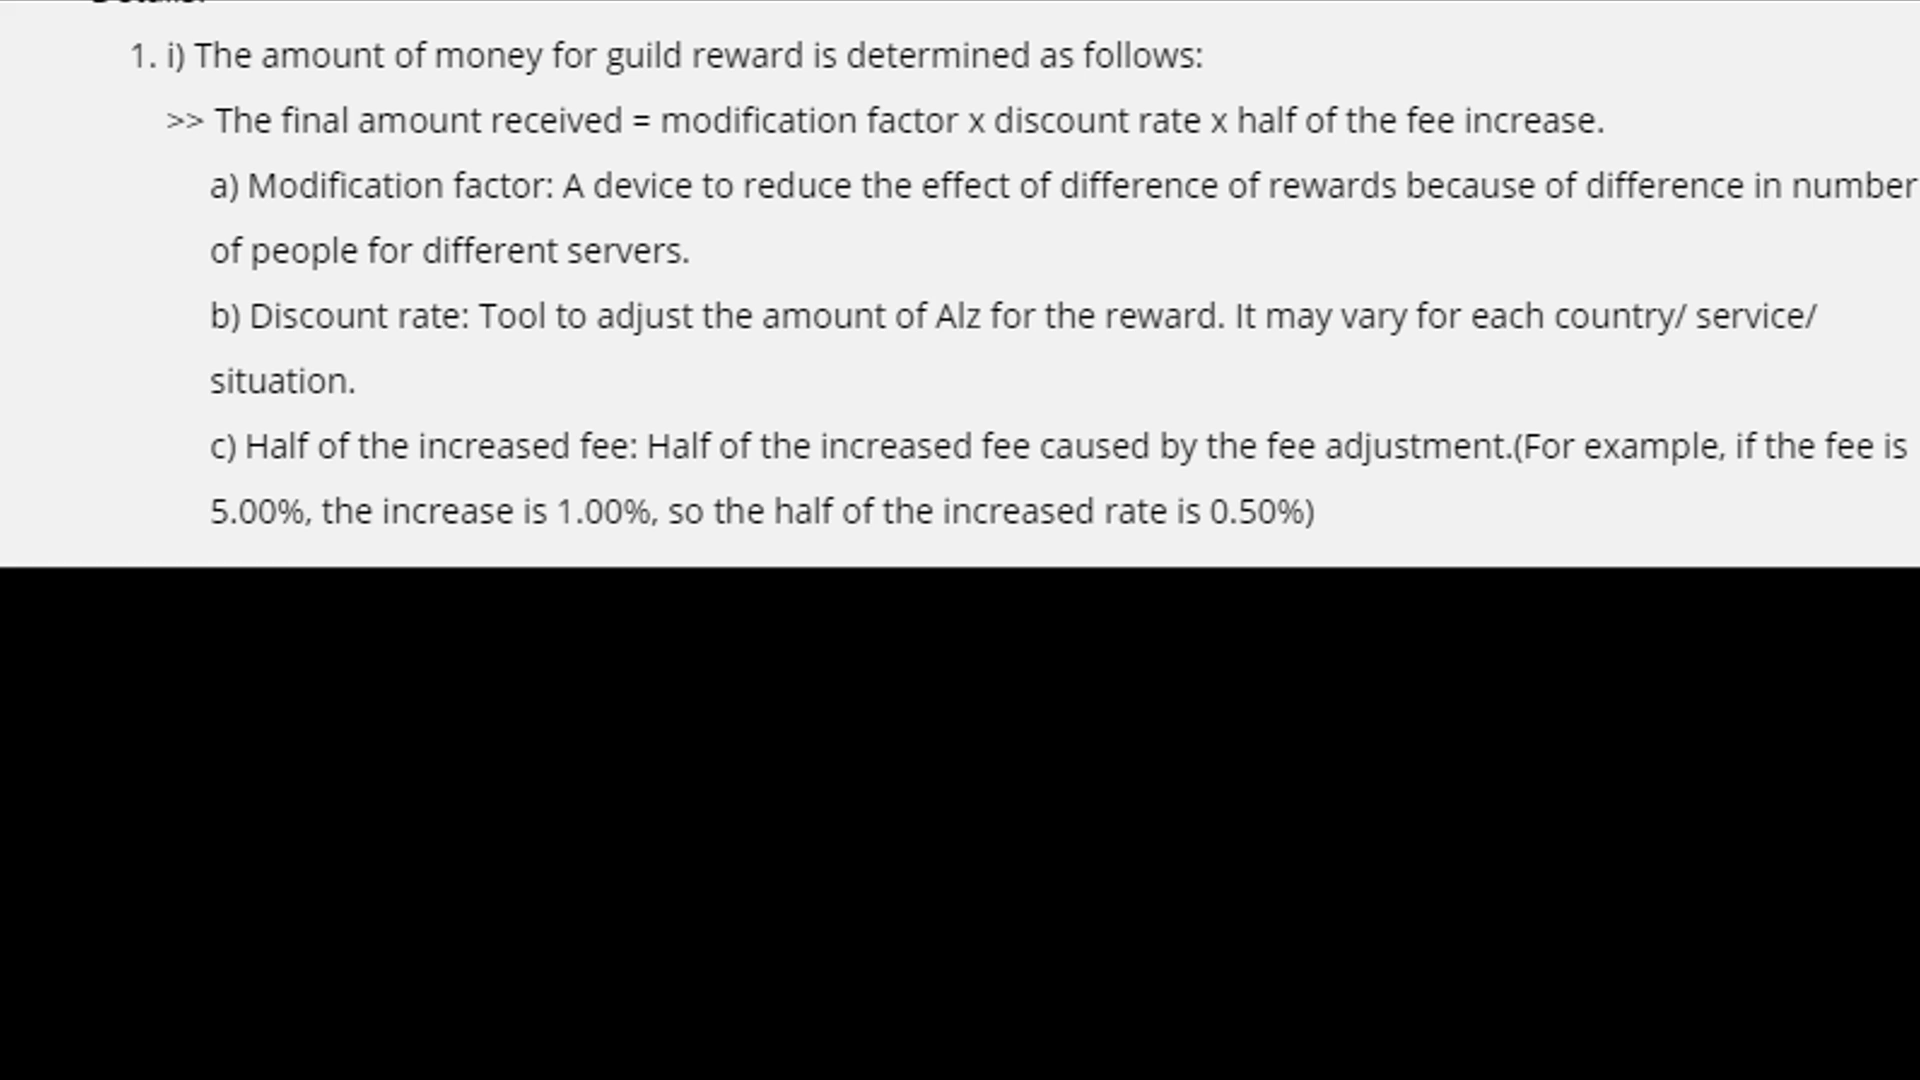 1. i) The amount of money for guild reward is determined as follows:
>> The final amount received = modification factor x discount rate x half of the fee increase.
a) Modification factor: A device to reduce the effect of difference of rewards because of difference in number
of people for different servers.
b) Discount rate: Tool to adjust the amount of Alz for the reward. It may vary for each country/ service/
situation.
c) Half of the increased fee: Half of the increased fee caused by the fee adjustment.(For example, if the fee is
5.00%, the increase is 1.00%, so the half of the increased rate is 0.50%)